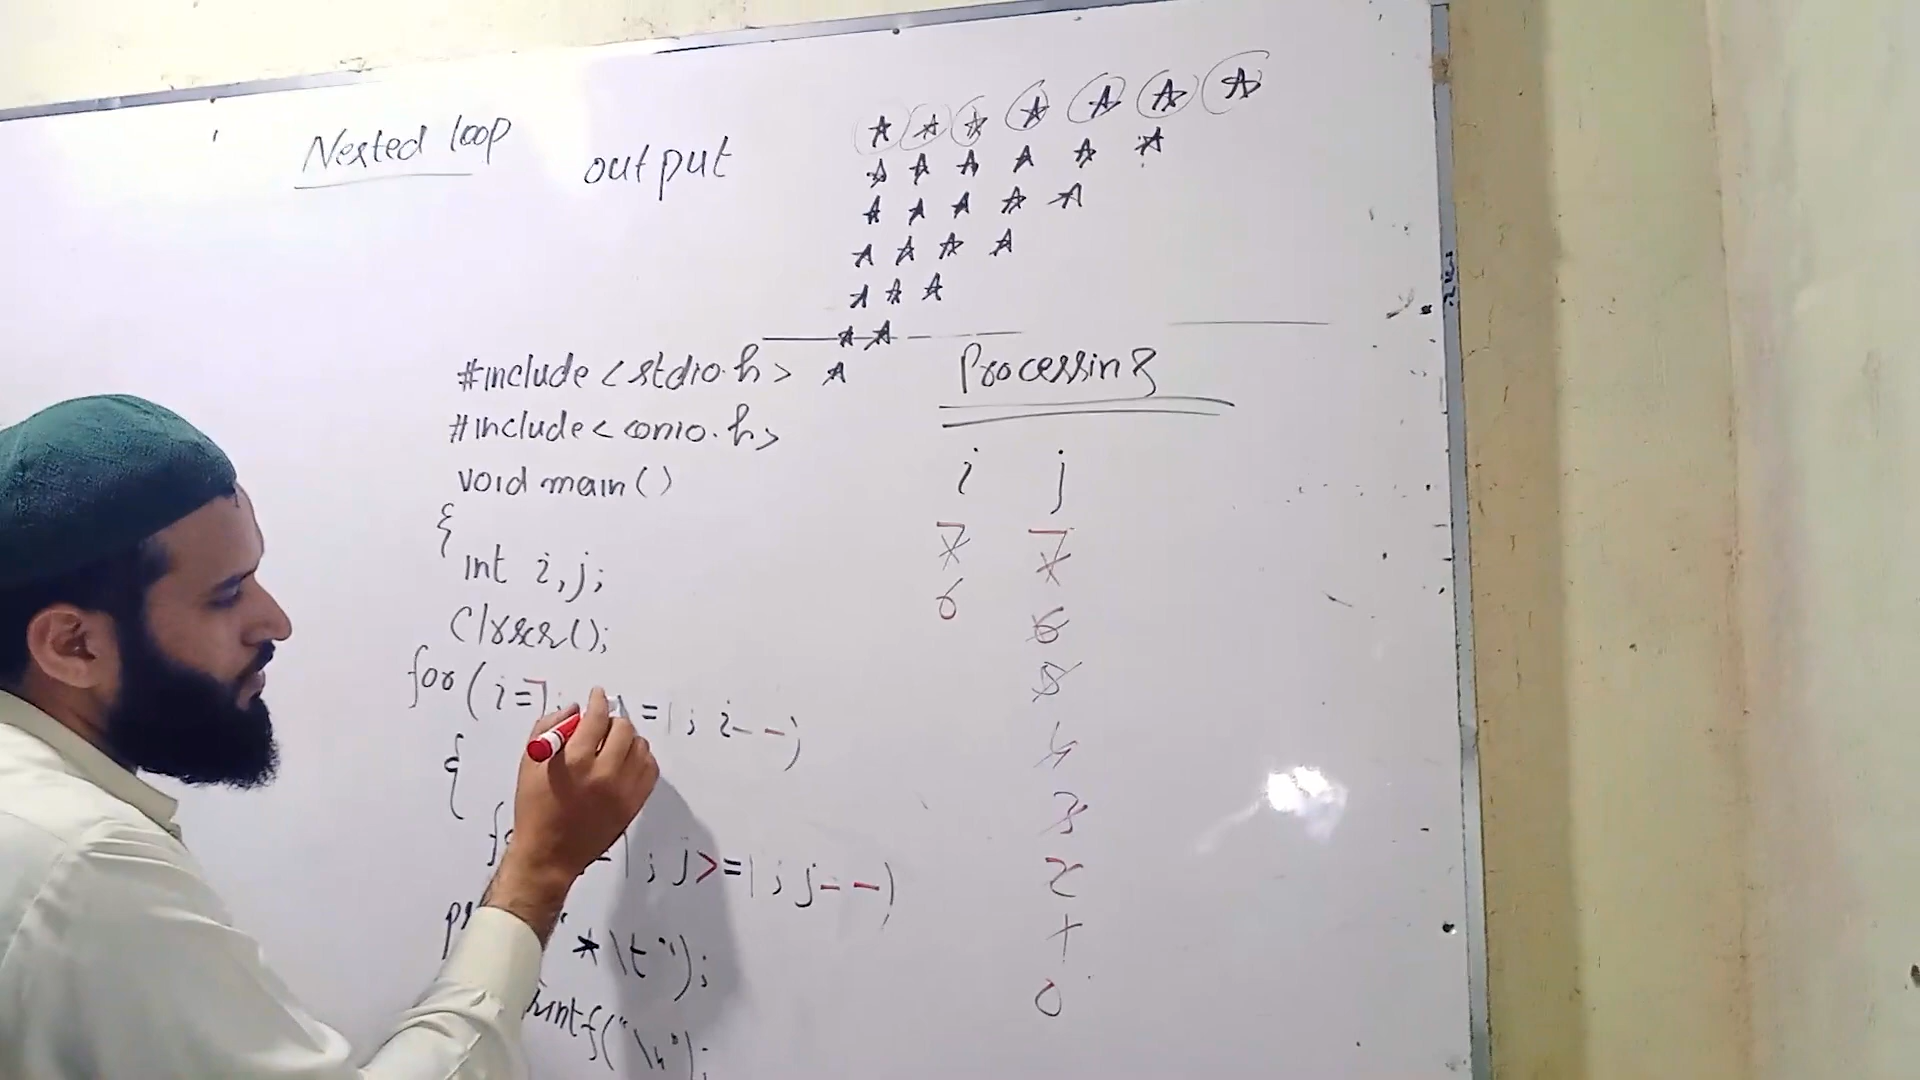 Nested loop
output
★ ★ ★ ★ ★ ★ ★
★ ★ ★ ★ ★ ★
★ ★ ★ ★ ★
★ ★ ★ ★
★ ★ ★
★ ★
★
#include <stdio.h>
#include <conio.h>
void main()
{
int i,j;
Clrscr();
for ( i=7; =1; i--)
{
; j>=1; j--)
*\t");
printf("\n");
Processing
i j
7 7
6 6
5
4
3
2
1
0